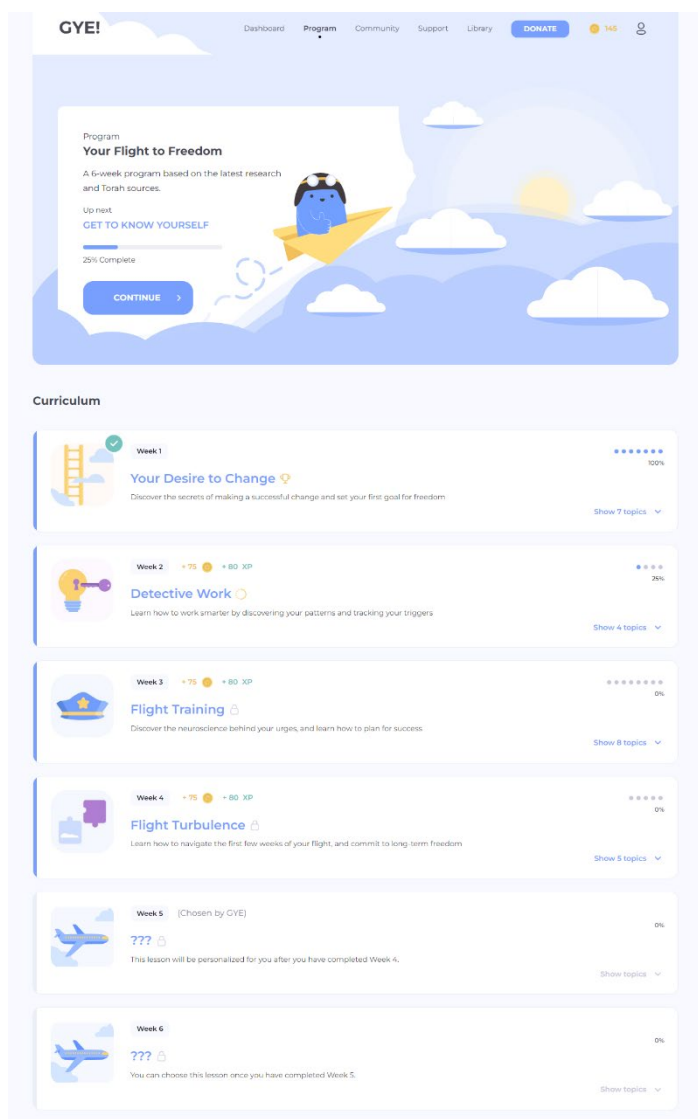 GYE!
Dashboard Program Community Support Library DONATE 145
Program
Your Flight to Freedom
A 6-week program based on the latest research
and Torah sources.
Up next
GET TO KNOW YOURSELF
25% Complete
CONTINUE
Curriculum
Week 1
100%
Your Desire to Change
Discover the secrets of making a successful change and set your first goal for freedom
Show 7 topics
Week 2 + 75 + 80 XP
25%
Detective Work
Learn how to work smarter by discovering your patterns and tracking your triggers
Show 4 topics
Week 3 + 75 + 80 XP
0%
Flight Training
Discover the neuroscience behind your urges, and learn how to plan for success.
Show 8 topics
Week 4 + 75 + 80 XP
0%
Flight Turbulence
Learn how to navigate the first few weeks of your flight, and commit to long-term freedom
Show 5 topics
Week 5 (Chosen by GYE)
0%
???
This lesson will be personalized for you after you have completed Week 4.
Show topics
Week 6
0%
???
You can choose this lesson once you have completed Week 5.
Show topics